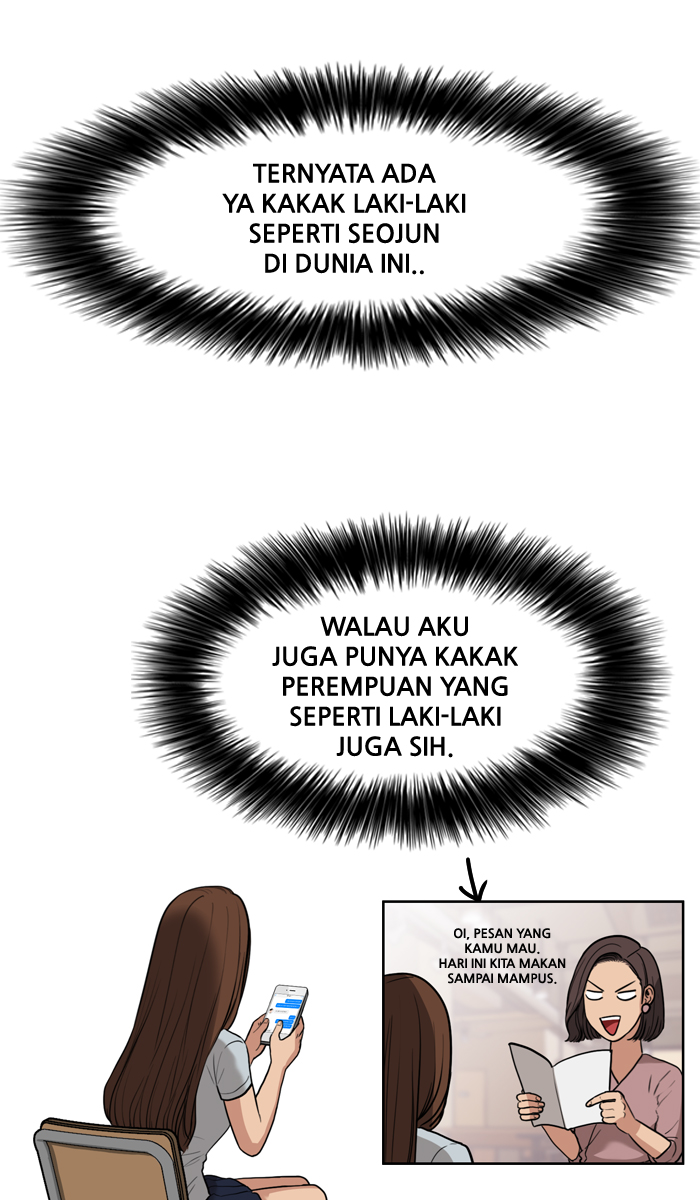 TERNYATA ADA
YA KAKAK LAKI-LAKI
SEPERTI SEOJUN
DI DUNIA INI..
WALAU AKU
JUGA PUNYA KAKAK
PEREMPUAN YANG
SEPERTI LAKI-LAKI
JUGA SIH.
OI, PESAN YANG
KAMU MAU.
HARI INI KITA MAKAN
SAMPAI MAMPUS.